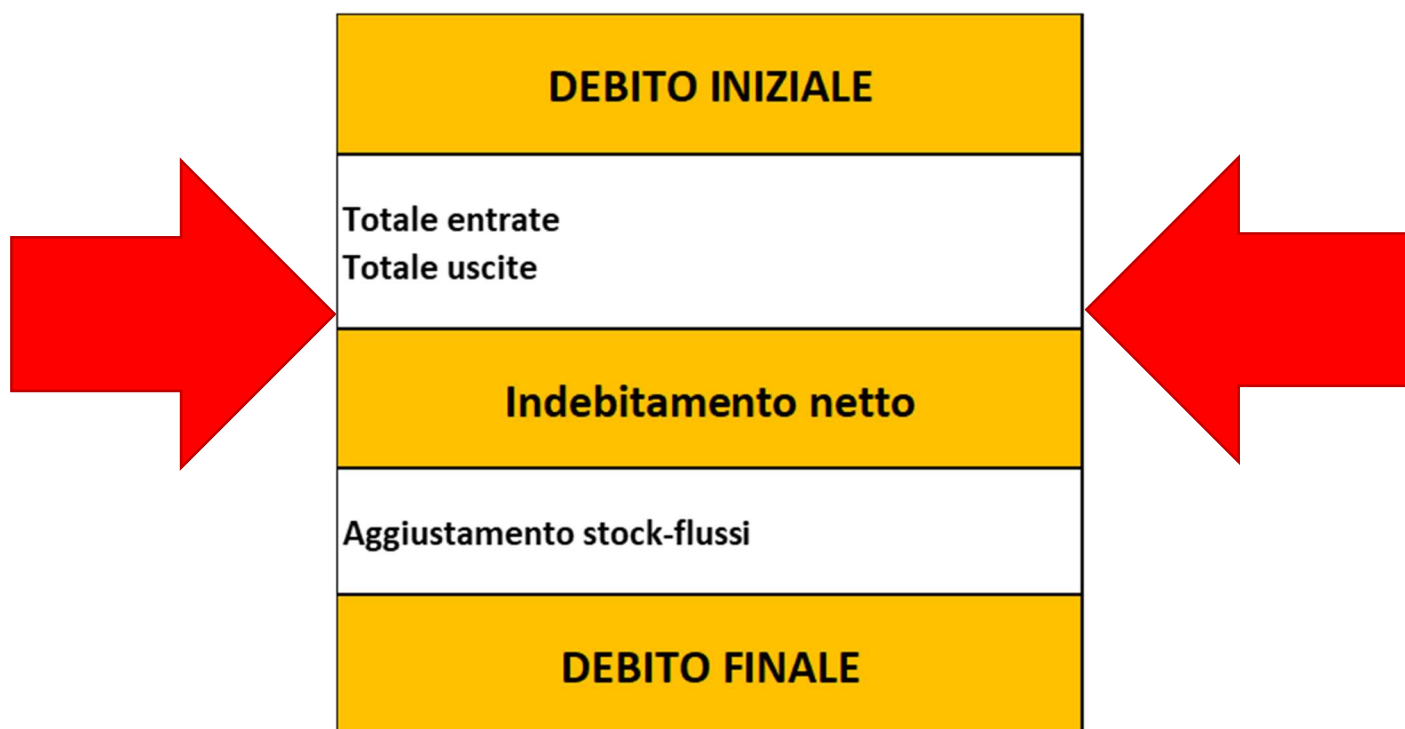 DEBITO INIZIALE
Totale entrate
Totale uscite
Indebitamento netto
Aggiustamento stock-flussi
DEBITO FINALE